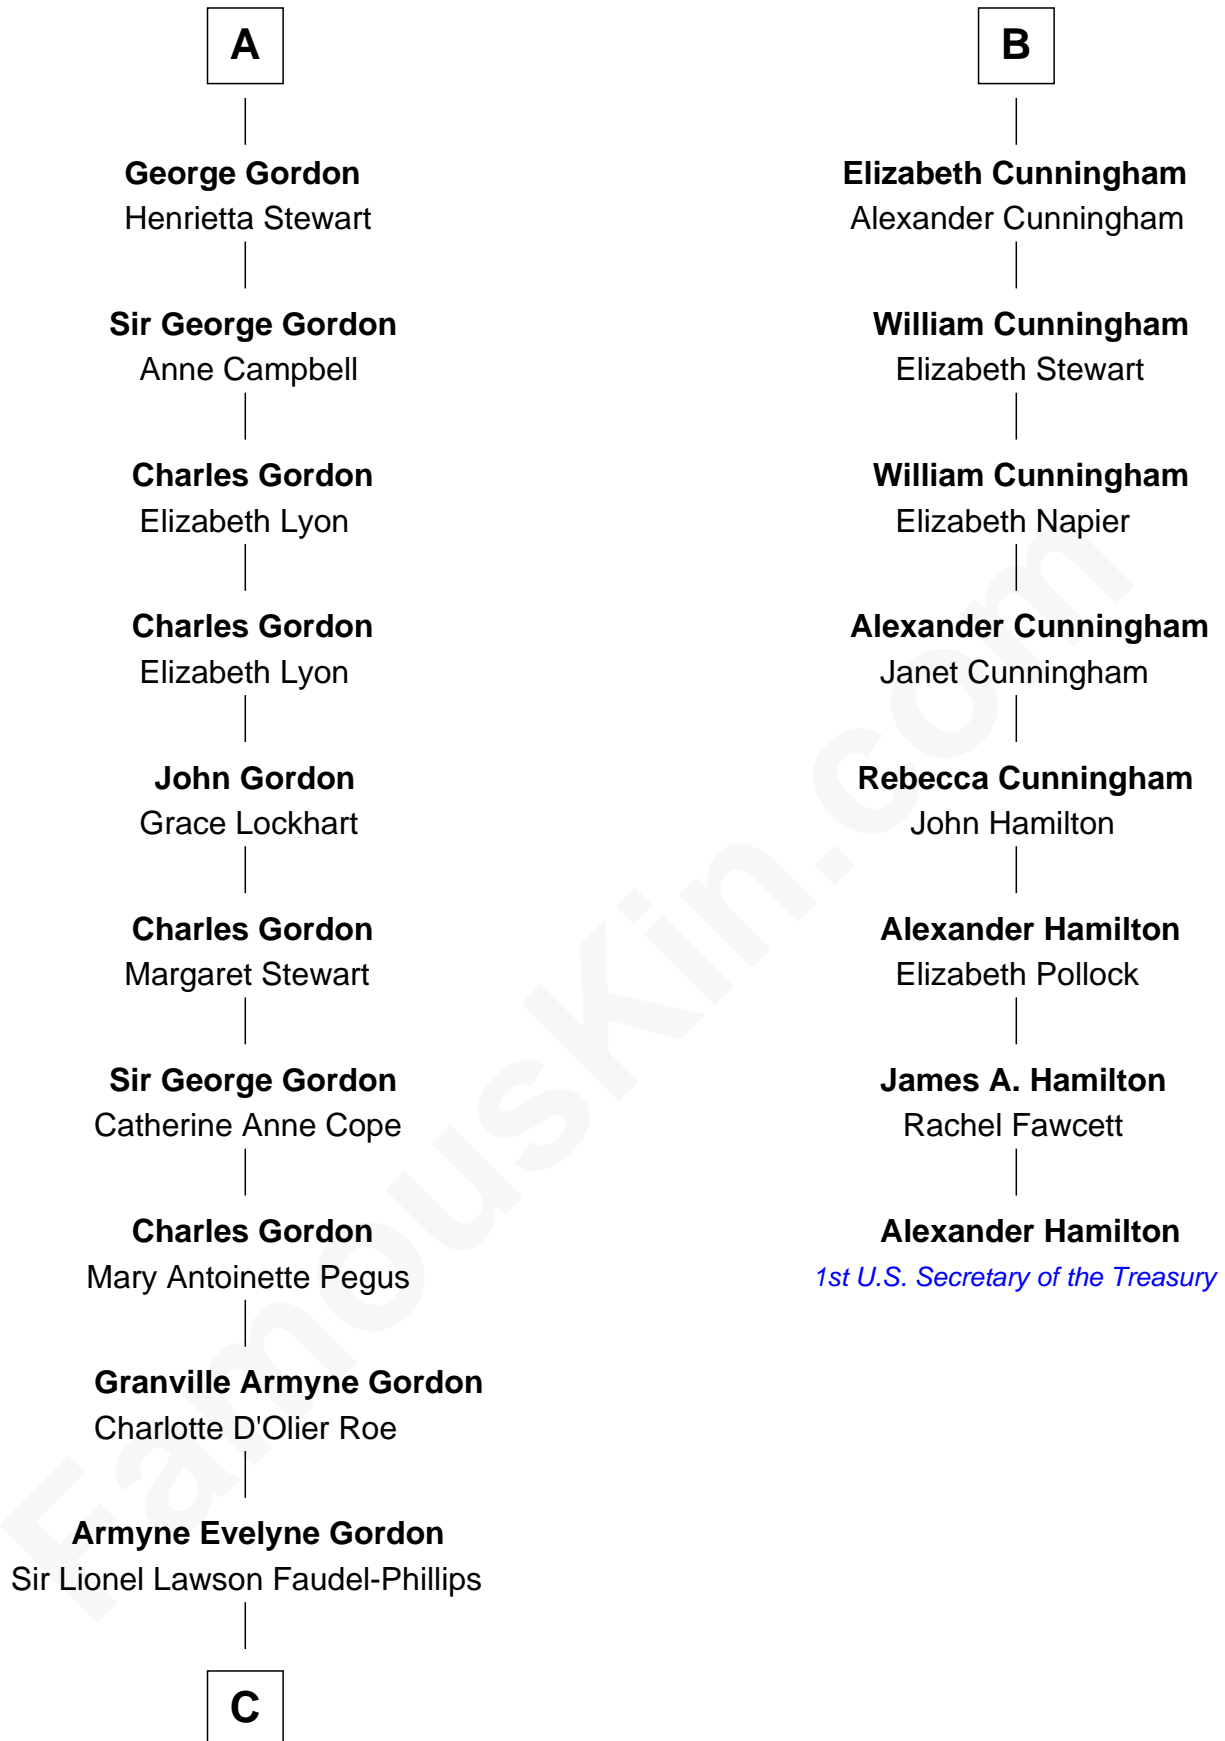 A
George Gordon
Henrietta Stewart
Sir George Gordon
Anne Campbell
Charles Gordon
Elizabeth Lyon
Charles Gordon
Elizabeth Lyon
John Gordon
Grace Lockhart
Charles Gordon
Margaret Stewart
Sir George Gordon
Catherine Anne Cope
Charles Gordon
Mary Antoinette Pegus
Granville Armyne Gordon
Charlotte D'Olier Roe
Armyne Evelyne Gordon
Sir Lionel Lawson Faudel-Phillips
C
B
Elizabeth Cunningham
Alexander Cunningham
William Cunningham
Elizabeth Stewart
William Cunningham
Elizabeth Napier
Alexander Cunningham
Janet Cunningham
Rebecca Cunningham
John Hamilton
Alexander Hamilton
Elizabeth Pollock
James A. Hamilton
Rachel Fawcett
Alexander Hamilton
1st U.S. Secretary of the Treasury
FamousKin.com